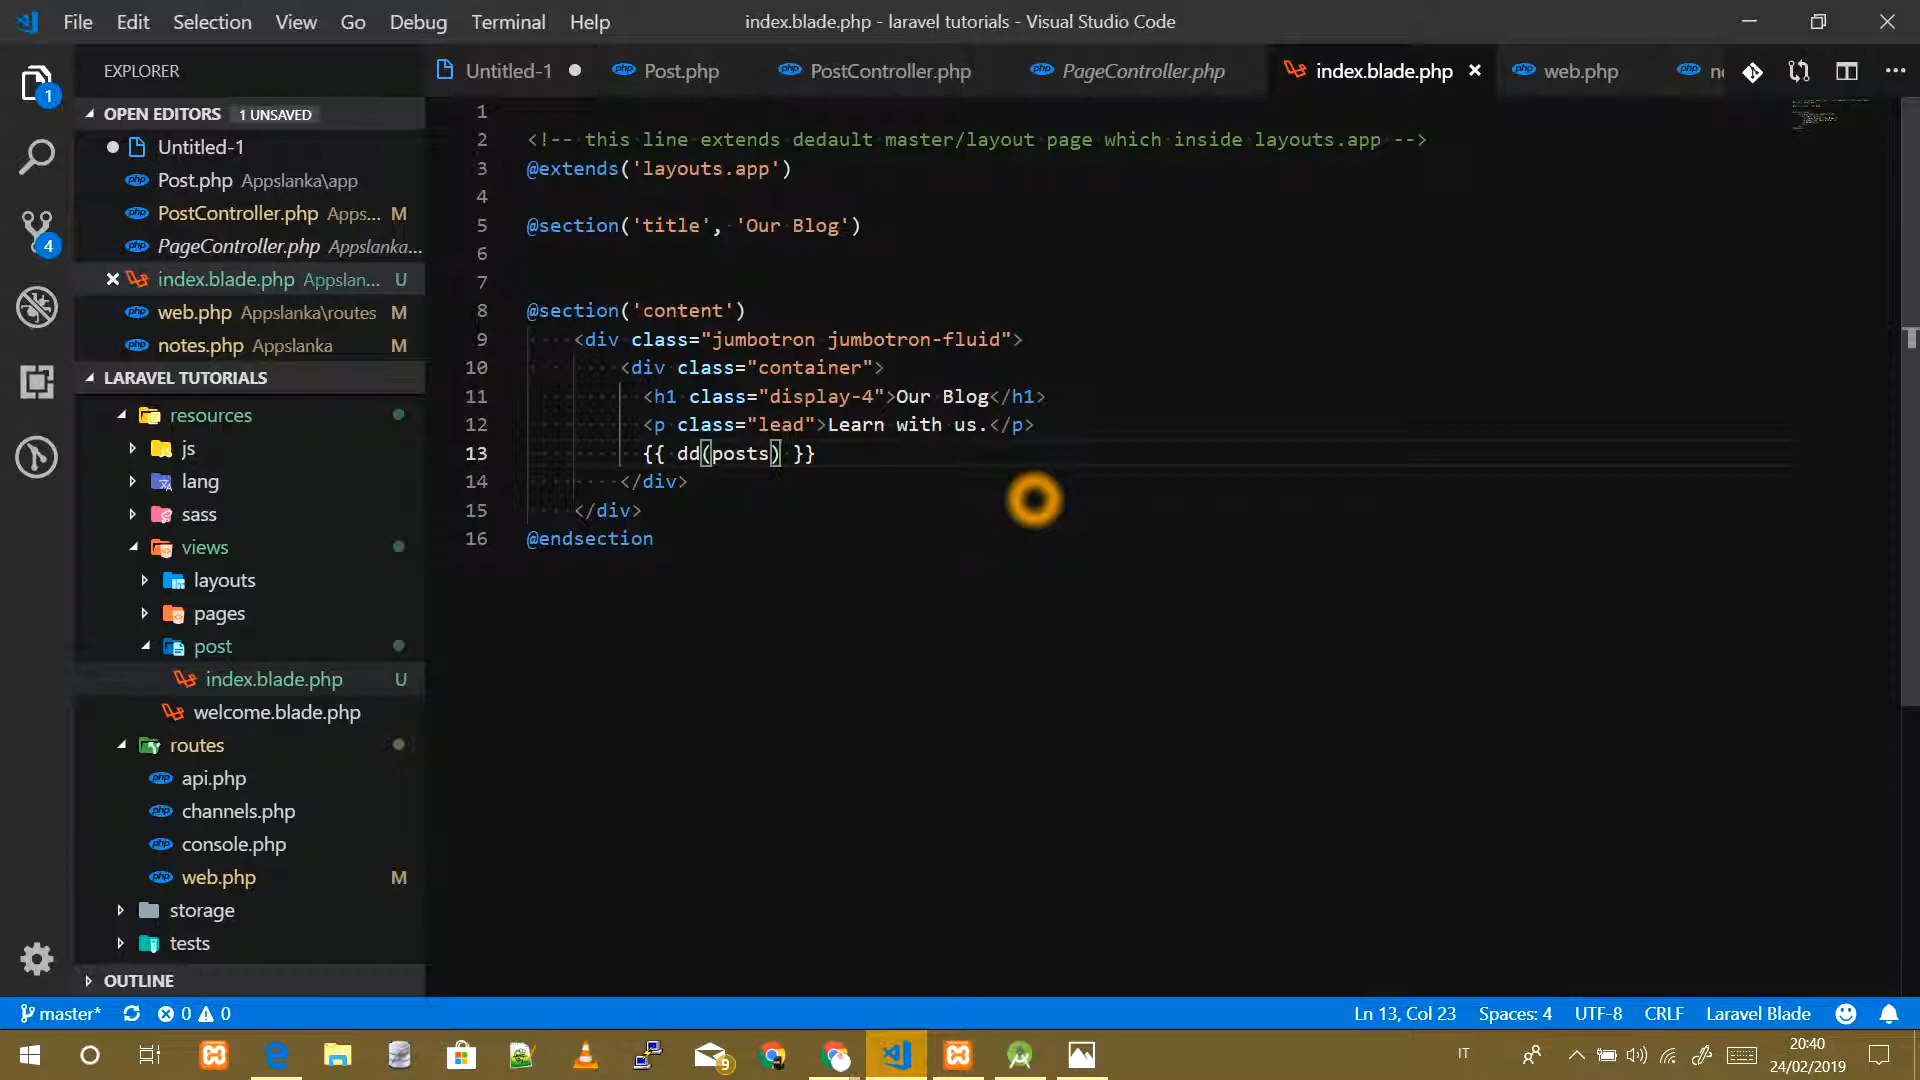 File Edit Selection View Go Debug Terminal Help
index.blade.php - laravel tutorials - Visual Studio Code
EXPLORER
Untitled-1
Post.php
PostController.php
PageController.php
index.blade.php
web.php
OPEN EDITORS 1 UNSAVED
Untitled-1
Post.php Appslanka\app
PostController.php Apps... M
PageController.php Appslanka...
index.blade.php Appslan... U
web.php Appslanka\routes M
notes.php Appslanka M
LARAVEL TUTORIALS
resources
js
lang
sass
views
layouts
pages
post
index.blade.php U
welcome.blade.php
routes
api.php
channels.php
console.php
web.php M
storage
tests
OUTLINE
1
2 <!-- this line extends dedault master/layout page which inside layouts.app -->
3 @extends('layouts.app')
4
5 @section('title', 'Our Blog')
6
7
8 @section('content')
9 <div class="jumbotron jumbotron-fluid">
10 <div class="container">
11 <h1 class="display-4">Our Blog</h1>
12 <p class="lead">Learn with us.</p>
13 {{ dd(posts) }}
14 </div>
15 </div>
16 @endsection
1
4
master* 0 0
Ln 13, Col 23 Spaces: 4 UTF-8 CRLF Laravel Blade
9
IT
20:40
24/02/2019